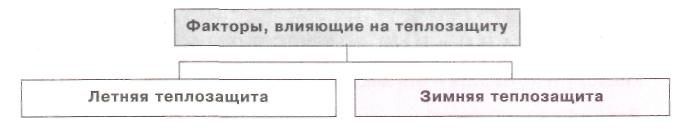 Факторы, влияющие на теплозащиту
Летняя теплозащита
Зимняя теплозащита